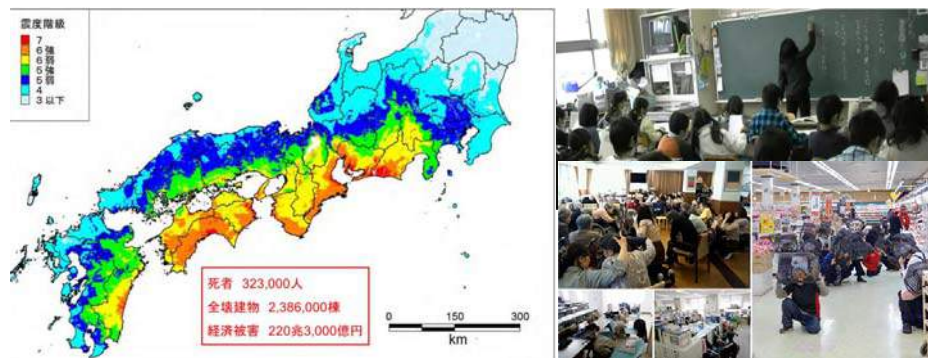 震度階級
7
6強
6弱
5強
5弱
4
3以下
死者 323,000人
全壊建物 2,386,000棟
経済被害 220兆3,000億円
0 150 300
km